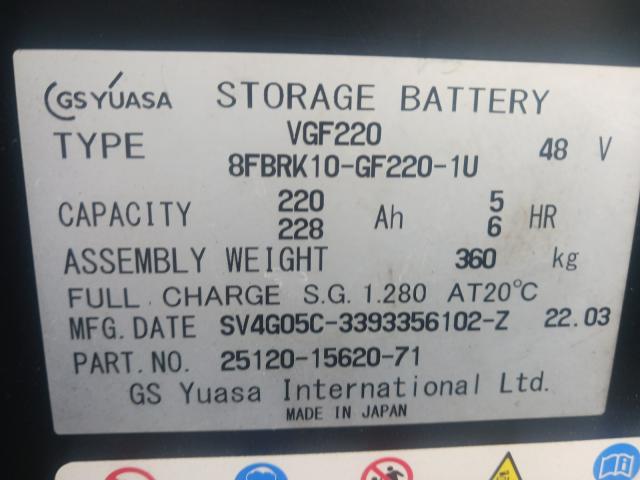 GS YUASA STORAGE BATTERY
TYPE VGF220 48 V
8FBRK10-GF220-1U
CAPACITY 220 Ah 5 HR
228 6
ASSEMBLY WEIGHT 360 kg
FULL CHARGE S.G. 1.280 AT20°C
MFG. DATE SV4G05C-3393356102-Z 22.03
PART. NO. 25120-15620-71
GS Yuasa International Ltd.
MADE IN JAPAN